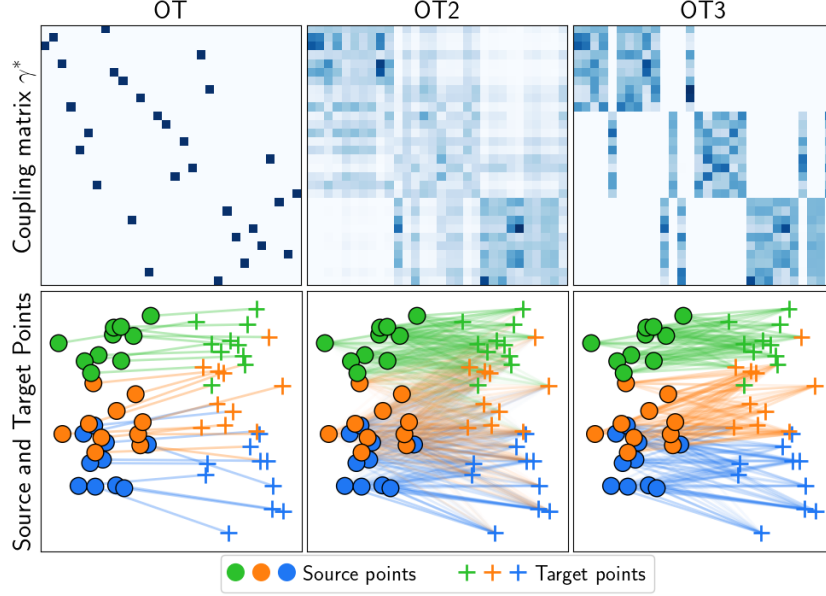 OT OT2 OT3
Coupling matrix γ*
Source and Target Points
Source points Target points